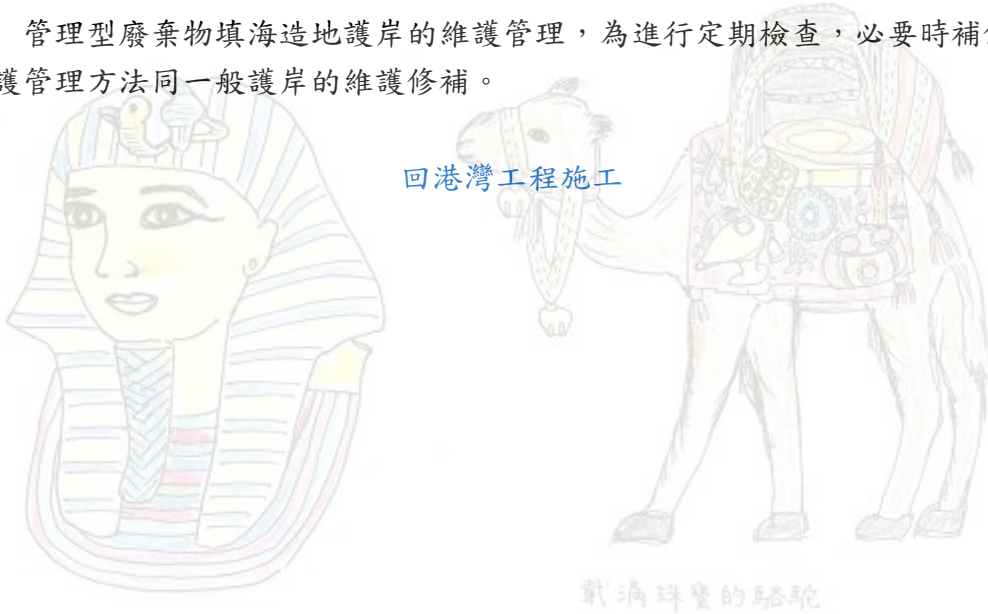 管理型廢棄物填海造地護岸的維護管理，為進行定期檢查，必要時補
護管理方法同一般護岸的維護修補。
回港灣工程施工
戴滿珠寶的駱駝